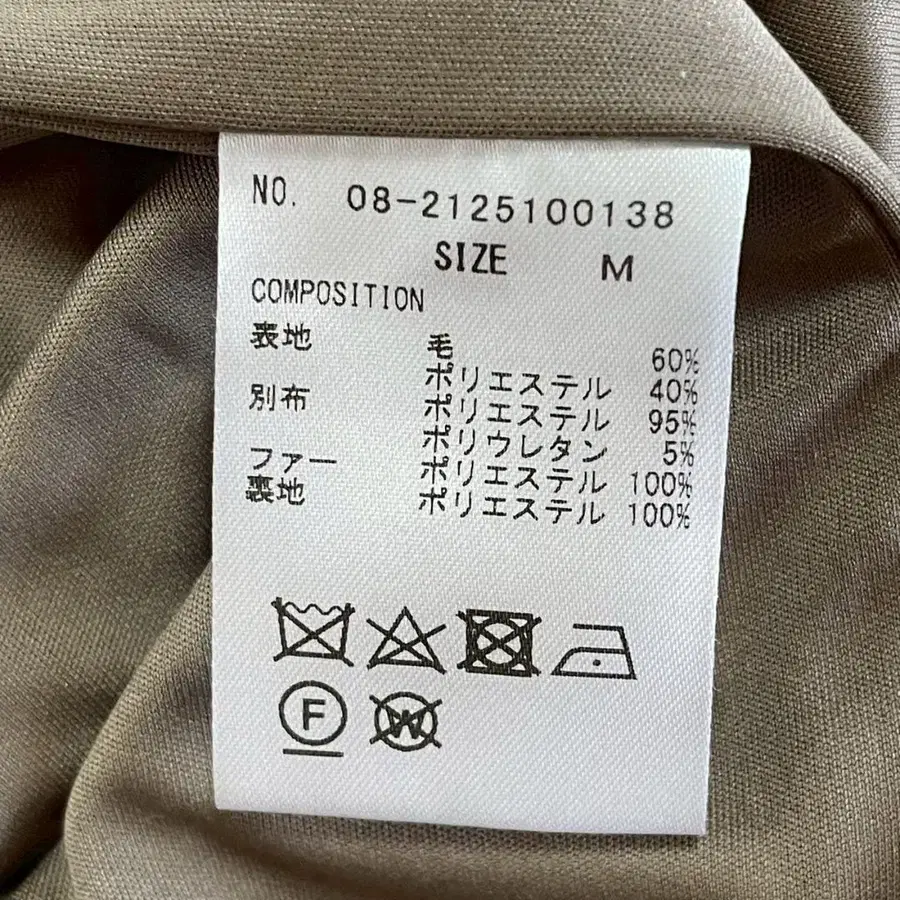 NO. 08-2125100138
SIZE M
COMPOSITION
表地 毛 60%
ポリエステル 40%
別布 ポリエステル 95%
ポリウレタン 5%
ファー ポリエステル 100%
裏地 ポリエステル 100%
F W